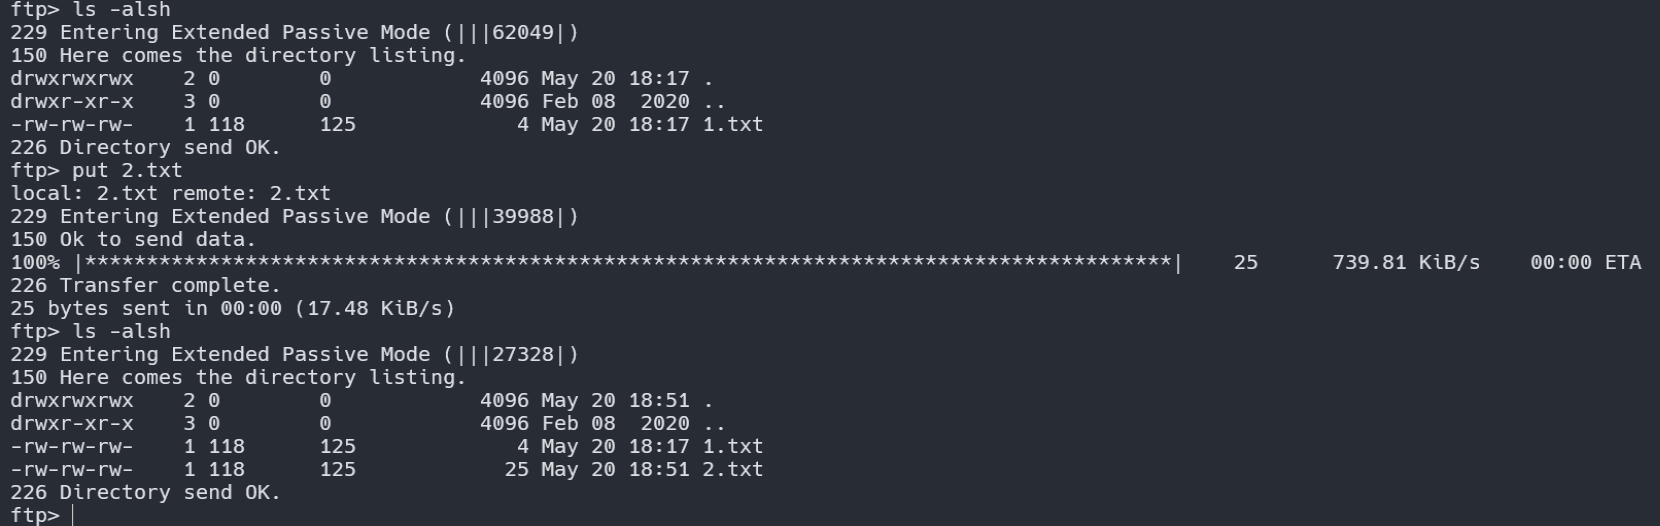 ftp> ls -alsh
229 Entering Extended Passive Mode (|||62049|)
150 Here comes the directory listing.
drwxrwxrwx    2 0        0            4096 May 20 18:17 .
drwxr-xr-x    3 0        0            4096 Feb 08  2020 ..
-rw-rw-rw-    1 118      125             4 May 20 18:17 1.txt
226 Directory send OK.
ftp> put 2.txt
local: 2.txt remote: 2.txt
229 Entering Extended Passive Mode (|||39988|)
150 Ok to send data.
100% |****************************************************************************************|    25      739.81 KiB/s    00:00 ETA
226 Transfer complete.
25 bytes sent in 00:00 (17.48 KiB/s)
ftp> ls -alsh
229 Entering Extended Passive Mode (|||27328|)
150 Here comes the directory listing.
drwxrwxrwx    2 0        0            4096 May 20 18:51 .
drwxr-xr-x    3 0        0            4096 Feb 08  2020 ..
-rw-rw-rw-    1 118      125             4 May 20 18:17 1.txt
-rw-rw-rw-    1 118      125            25 May 20 18:51 2.txt
226 Directory send OK.
ftp>